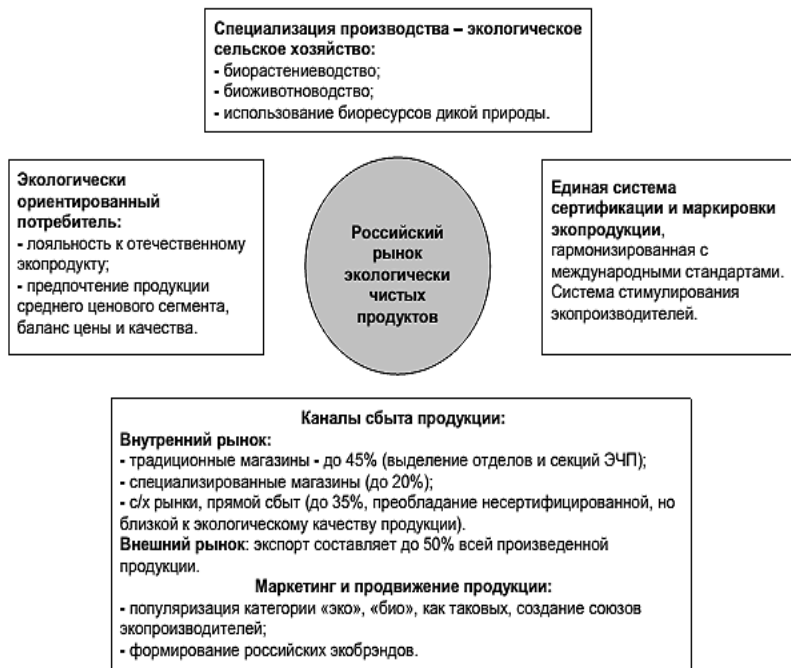 Специализация производства – экологическое
сельское хозяйство:
- биорастениеводство;
- биоживотноводство;
- использование биоресурсов дикой природы.
Экологически
ориентированный
потребитель:
- лояльность к отечественному
экопродукту;
- предпочтение продукции
среднего ценового сегмента,
баланс цены и качества.
Российский
рынок
экологически
чистых
продуктов
Единая система
сертификации и маркировки
экопродукции,
гармонизированная с
международными стандартами.
Система стимулирования
экопроизводителей.
Каналы сбыта продукции:
Внутренний рынок:
- традиционные магазины - до 45% (выделение отделов и секций ЭЧП);
- специализированные магазины (до 20%);
- с/х рынки, прямой сбыт (до 35%, преобладание несертифицированной, но
близкой к экологическому качеству продукции).
Внешний рынок: экспорт составляет до 50% всей произведенной
продукции.
Маркетинг и продвижение продукции:
- популяризация категории «эко», «био», как таковых, создание союзов
экопроизводителей;
- формирование российских экобрэндов.